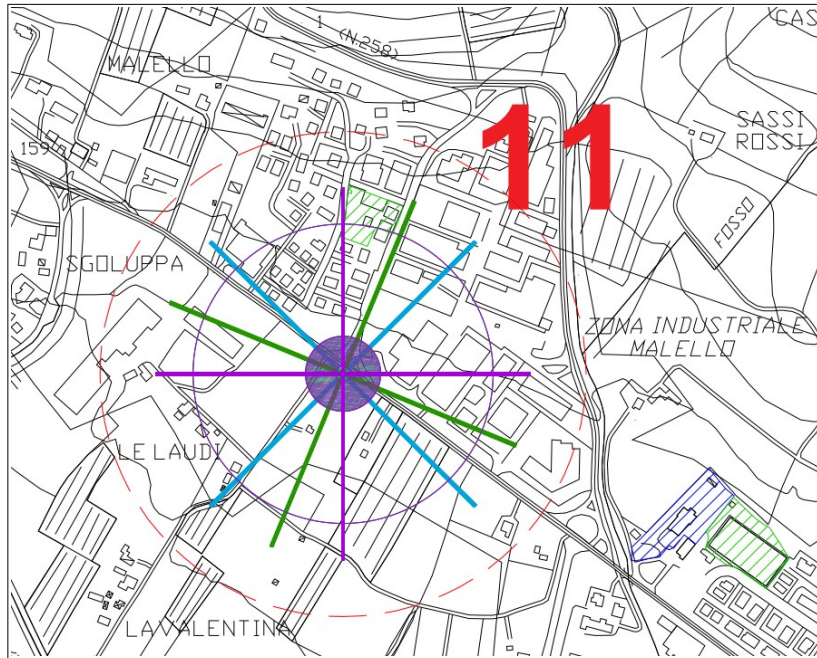 1 (N.258)
CAS
MALELLO
11
SASSI
ROSSI
159
FOSSO
SGOLUPPA
ZONA INDUSTRIALE
MALELLO
LE LAUDI
LA VALENTINA